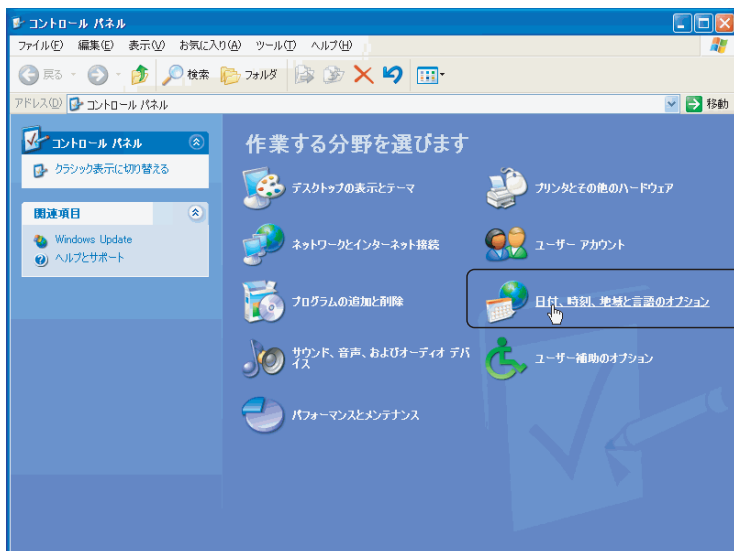 コントロール パネル
ファイル(F) 編集(E) 表示(V) お気に入り(A) ツール(T) ヘルプ(H)
戻る 検索 フォルダ
アドレス(D) コントロール パネル 移動
コントロール パネル
クラシック表示に切り替える
関連項目
Windows Update
ヘルプとサポート
作業する分野を選びます
デスクトップの表示とテーマ
プリンタとその他のハードウェア
ネットワークとインターネット接続
ユーザー アカウント
プログラムの追加と削除
日付、時刻、地域と言語のオプション
サウンド、音声、およびオーディオ デバ
イス
ユーザー補助のオプション
パフォーマンスとメンテナンス